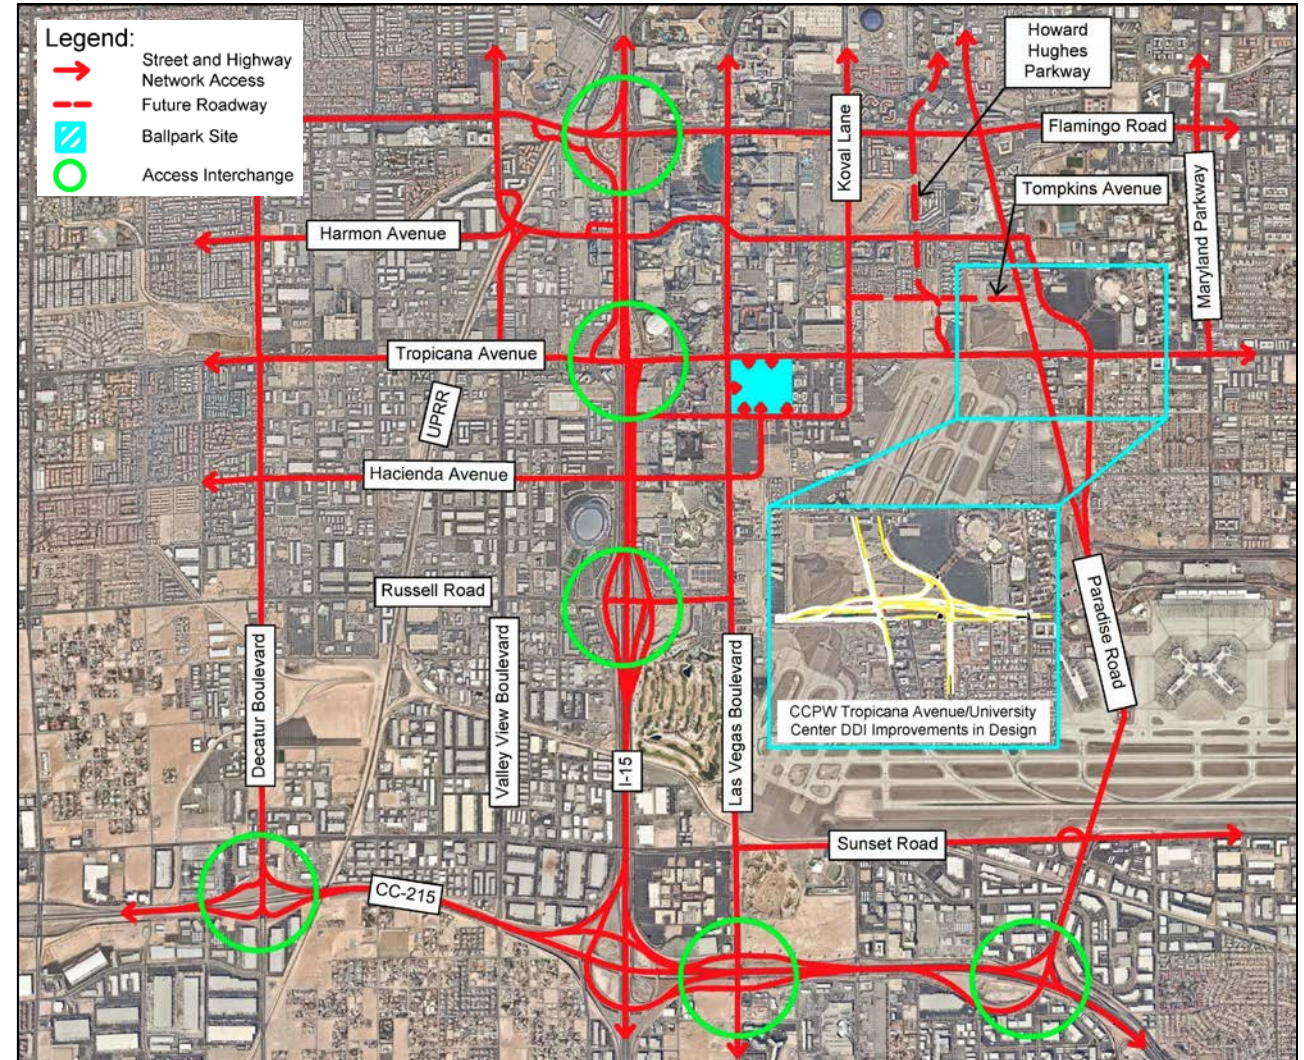 Legend:
Street and Highway
Network Access
Future Roadway
Ballpark Site
Access Interchange
Howard
Hughes
Parkway
Koval Lane
Flamingo Road
Tompkins Avenue
Maryland Parkway
Harmon Avenue
Tropicana Avenue
UPRR
Hacienda Avenue
Russell Road
Decatur Boulevard
Valley View Boulevard
I-15
Las Vegas Boulevard
Paradise Road
CCPW Tropicana Avenue/University
Center DDI Improvements in Design
Sunset Road
CC-215